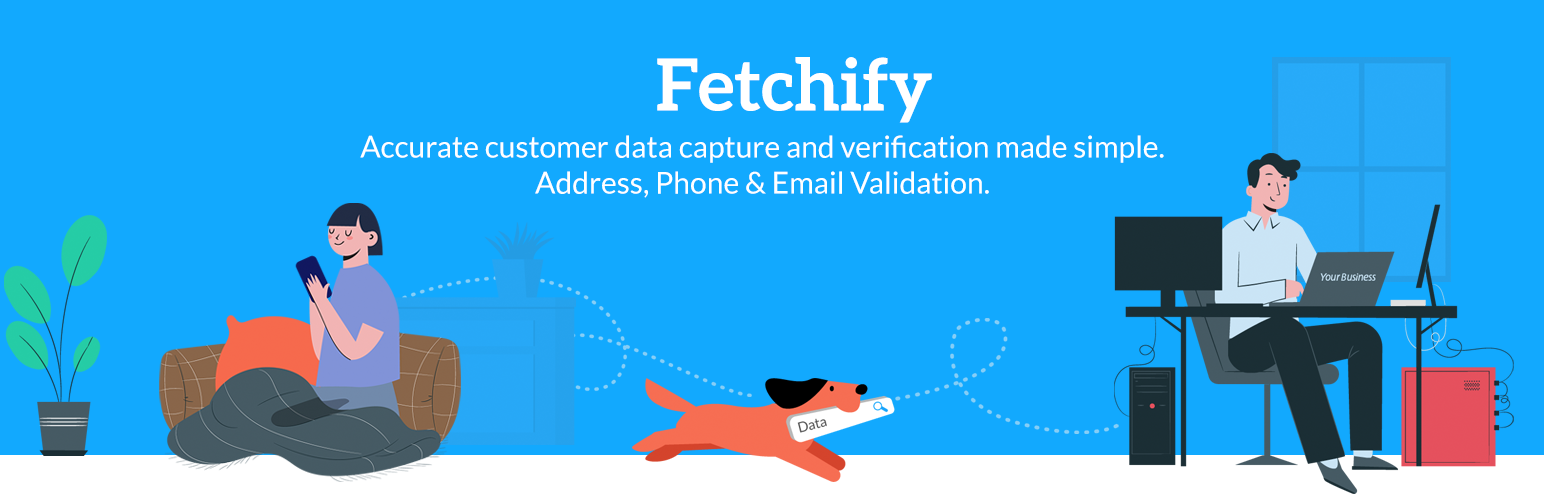 Fetchify
Accurate customer data capture and verification made simple.
Address, Phone & Email Validation.
Your Business
Data